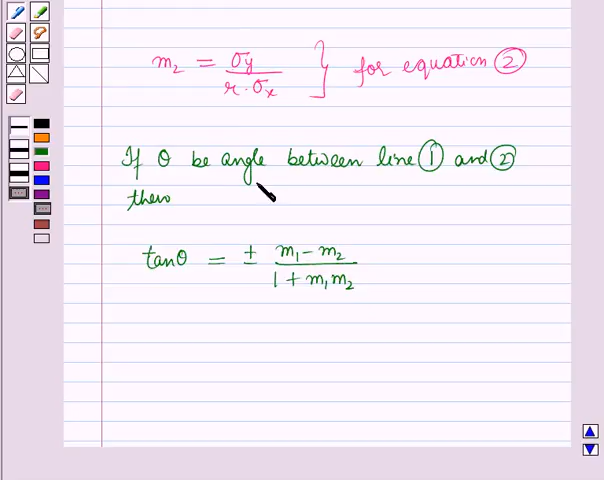 m₂ = σy / r·σx } for equation ②
If θ be angle between line ① and ②
then
tanθ = ± m₁ − m₂ / 1 + m₁m₂